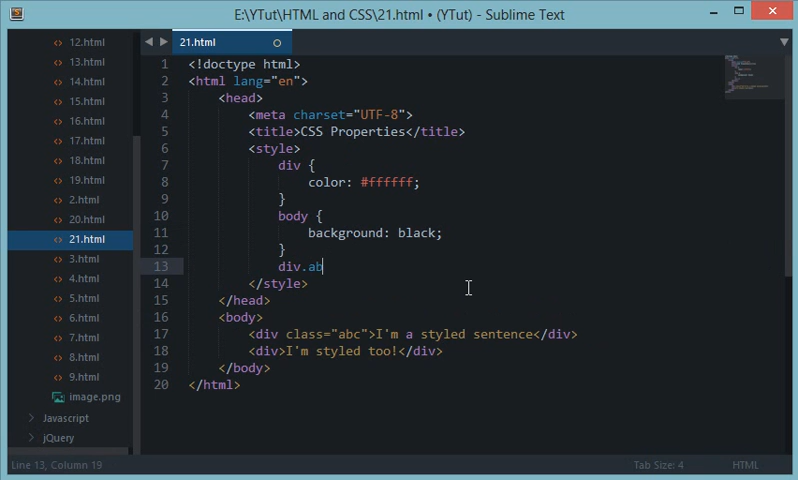 E:\YTut\HTML and CSS\21.html • (YTut) - Sublime Text
12.html
13.html
14.html
15.html
16.html
17.html
18.html
19.html
2.html
20.html
21.html
3.html
4.html
5.html
6.html
7.html
8.html
9.html
image.png
Javascript
jQuery
21.html
1 <!doctype html>
2 <html lang="en">
3 <head>
4 <meta charset="UTF-8">
5 <title>CSS Properties</title>
6 <style>
7 div {
8 color: #ffffff;
9 }
10 body {
11 background: black;
12 }
13 div.ab
14 </style>
15 </head>
16 <body>
17 <div class="abc">I'm a styled sentence</div>
18 <div>I'm styled too!</div>
19 </body>
20 </html>
Line 13, Column 19
Tab Size: 4
HTML